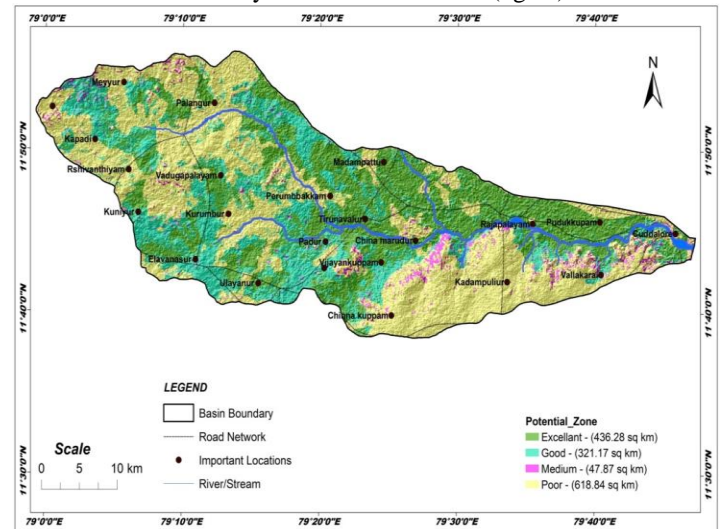 79°0'0"E 79°10'0"E 79°20'0"E 79°30'0"E 79°40'0"E
N
Meyyur
Palangur
Kapadi
11°50'0"N
11°50'0"N
Madampattu
Rshivanthiyam
Vadugapalayam
Perumbbakkam
Kuniyur
Kurumbur
Tirunavalur
Rajapalayam
Pudukkupam
Cuddalore
Padur
China marudur
Elavanasur
Vijayankuppam
Vallakarai
Ulayanur
Kadampuliur
11°40'0"N
11°40'0"N
Chinna kuppam
LEGEND
Basin Boundary
Road Network
Important Locations
River/Stream
Scale
0 5 10 km
Potential_Zone
Excellant - (436.28 sq km)
Good - (321.17 sq km)
Medium - (47.87 sq km)
Poor - (618.84 sq km)
11°30'0"N
11°30'0"N
79°0'0"E 79°10'0"E 79°20'0"E 79°30'0"E 79°40'0"E